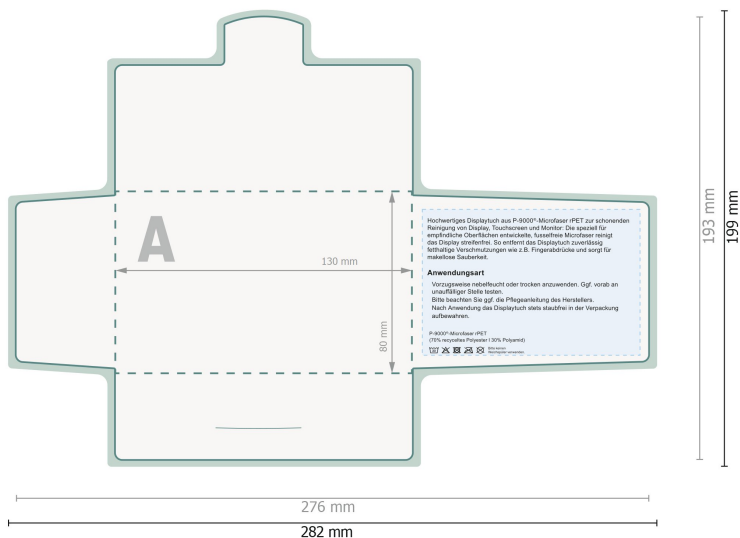 A
130 mm
80 mm
Hochwertiges Displaytuch aus P-9000®-Microfaser rPET zur schonenden
Reinigung von Display, Touchscreen und Monitor: Die speziell für
empfindliche Oberflächen entwickelte, fusselfreie Microfaser reinigt
das Display streifenfrei. So entfernt das Displaytuch zuverlässig
fetthaltige Verschmutzungen wie z.B. Fingerabdrücke und sorgt für
makellose Sauberkeit.
Anwendungsart
Vorzugsweise nebelfeucht oder trocken anzuwenden. Ggf. vorab an
unauffälliger Stelle testen.
Bitte beachten Sie ggf. die Pflegeanleitung des Herstellers.
Nach Anwendung das Displaytuch stets staubfrei in der Verpackung
aufbewahren.
P-9000®-Microfaser rPET
(70% recyceltes Polyester I 30% Polyamid)
Bitte keinen
Weichspüler verwenden
193 mm
199 mm
276 mm
282 mm